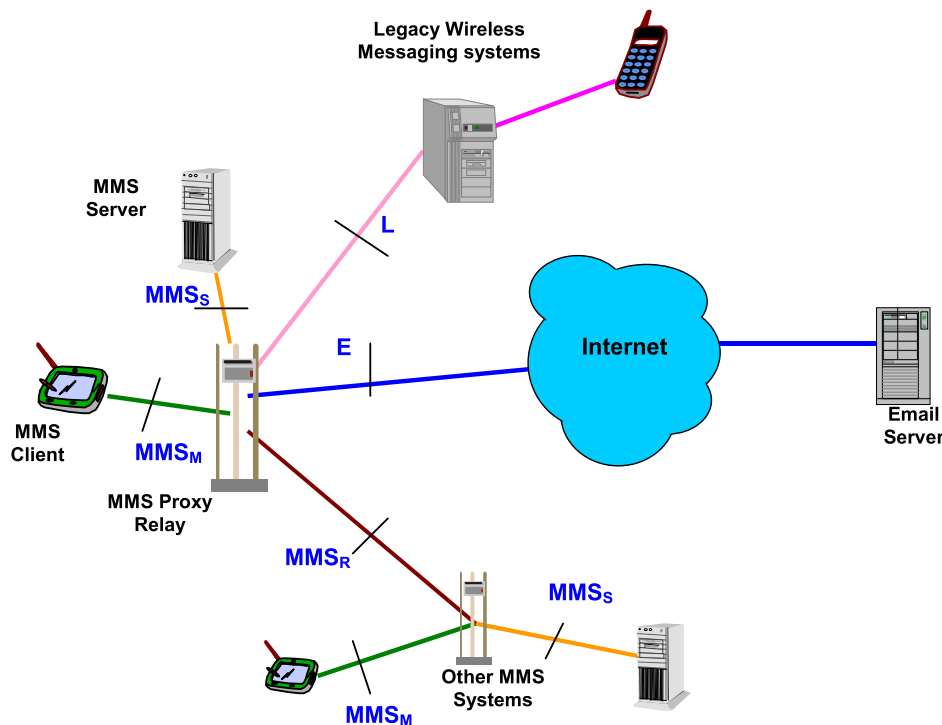 Legacy Wireless
Messaging systems
MMS
Server
L
MMSS
E
Internet
MMS
Client
MMSM
Email
Server
MMS Proxy
Relay
MMSR
MMSS
Other MMS
Systems
MMSM